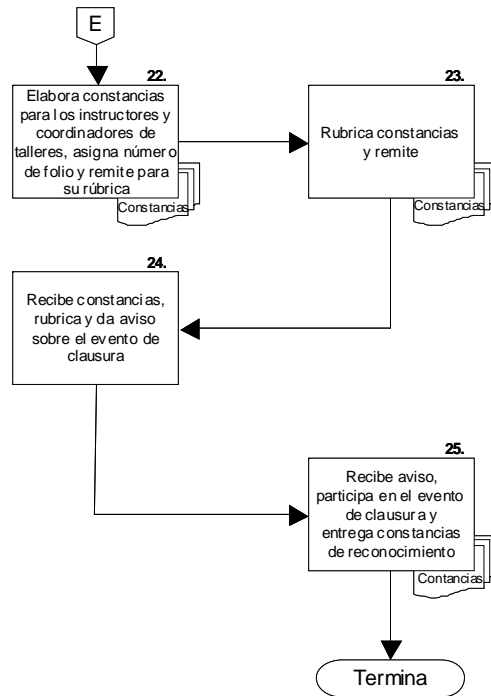 E
22.
Elabora constancias
para los instructores y
coordinadores de
talleres, asigna número
de folio y remite para
su rúbrica
Constancias
23.
Rubrica constancias
y remite
Constancias
24.
Recibe constancias,
rubrica y da aviso
sobre el evento de
clausura
25.
Recibe aviso,
participa en el evento
de clausura y
entrega constancias
de reconocimiento
Contancias
Termina